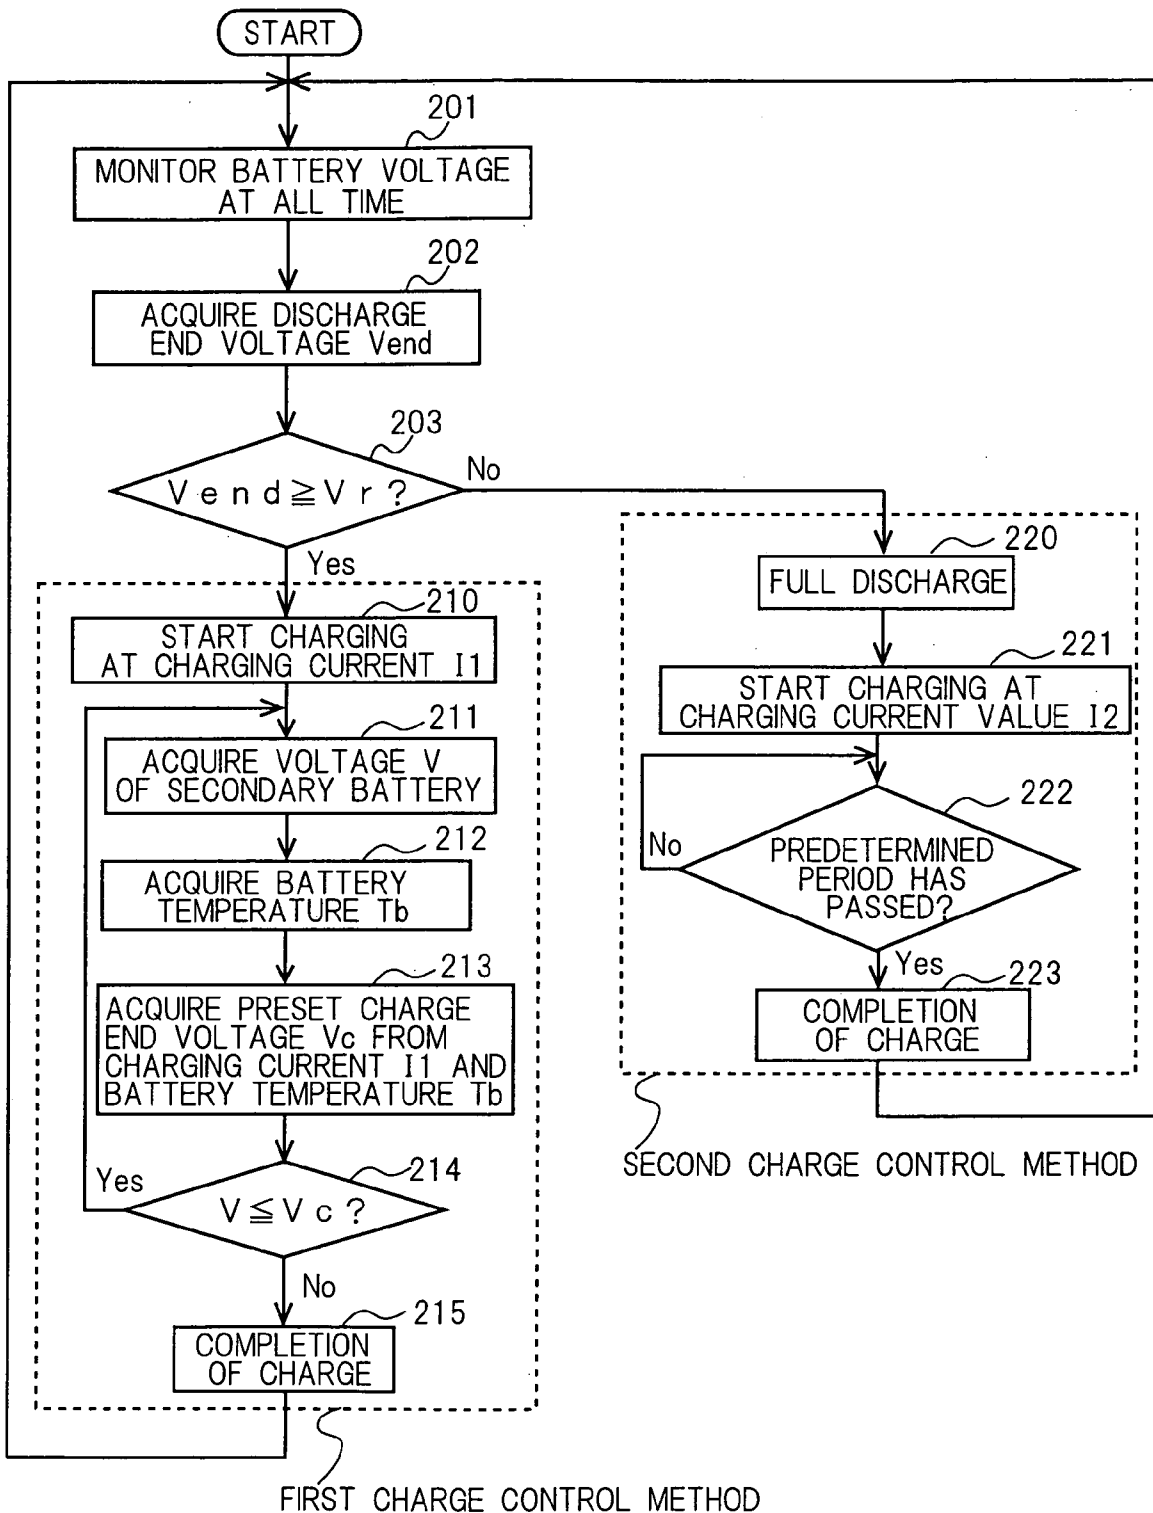 START
201
MONITOR BATTERY VOLTAGE
AT ALL TIME
202
ACQUIRE DISCHARGE
END VOLTAGE Vend
203
Vend≧Vr?
No
Yes
210
START CHARGING
AT CHARGING CURRENT I1
211
ACQUIRE VOLTAGE V
OF SECONDARY BATTERY
212
ACQUIRE BATTERY
TEMPERATURE Tb
213
ACQUIRE PRESET CHARGE
END VOLTAGE Vc FROM
CHARGING CURRENT I1 AND
BATTERY TEMPERATURE Tb
214
Yes
V≦Vc?
No
215
COMPLETION
OF CHARGE
FIRST CHARGE CONTROL METHOD
220
FULL DISCHARGE
221
START CHARGING AT
CHARGING CURRENT VALUE I2
222
No
PREDETERMINED
PERIOD HAS
PASSED?
Yes
223
COMPLETION
OF CHARGE
SECOND CHARGE CONTROL METHOD